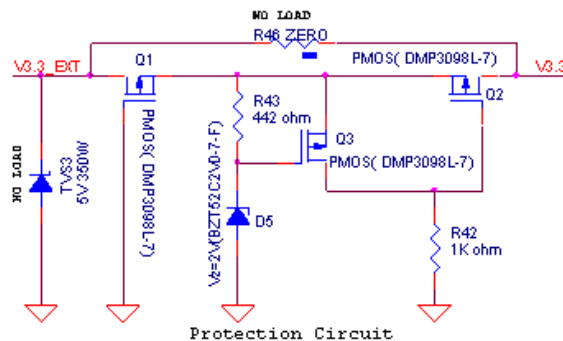 NO LOAD
R46 ZERO
PMOS( DMP3098L-7)
V3.3_EXT
Q1
V3.3
Q2
R43
442 ohm
Q3
PMOS( DMP3098L-7)
PMOS( DMP3098L-7)
NO LOAD
TVS3
5V 350W
Vz=2V(BZT52C2V0-7-F)
D5
R42
1K ohm
Protection Circuit